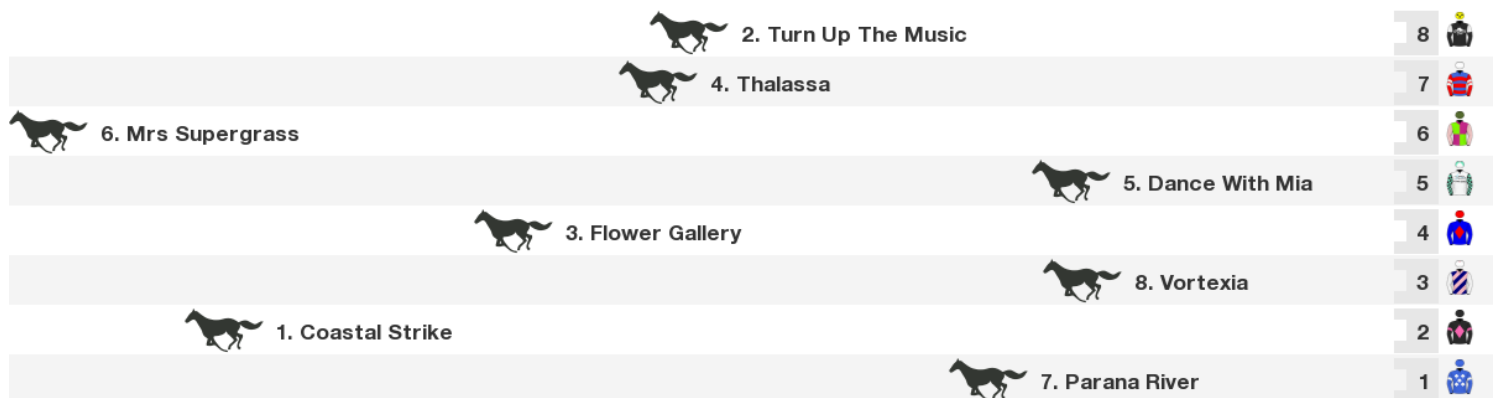 2. Turn Up The Music 8
4. Thalassa 7
6. Mrs Supergrass 6
5. Dance With Mia 5
3. Flower Gallery 4
8. Vortexia 3
1. Coastal Strike 2
7. Parana River 1